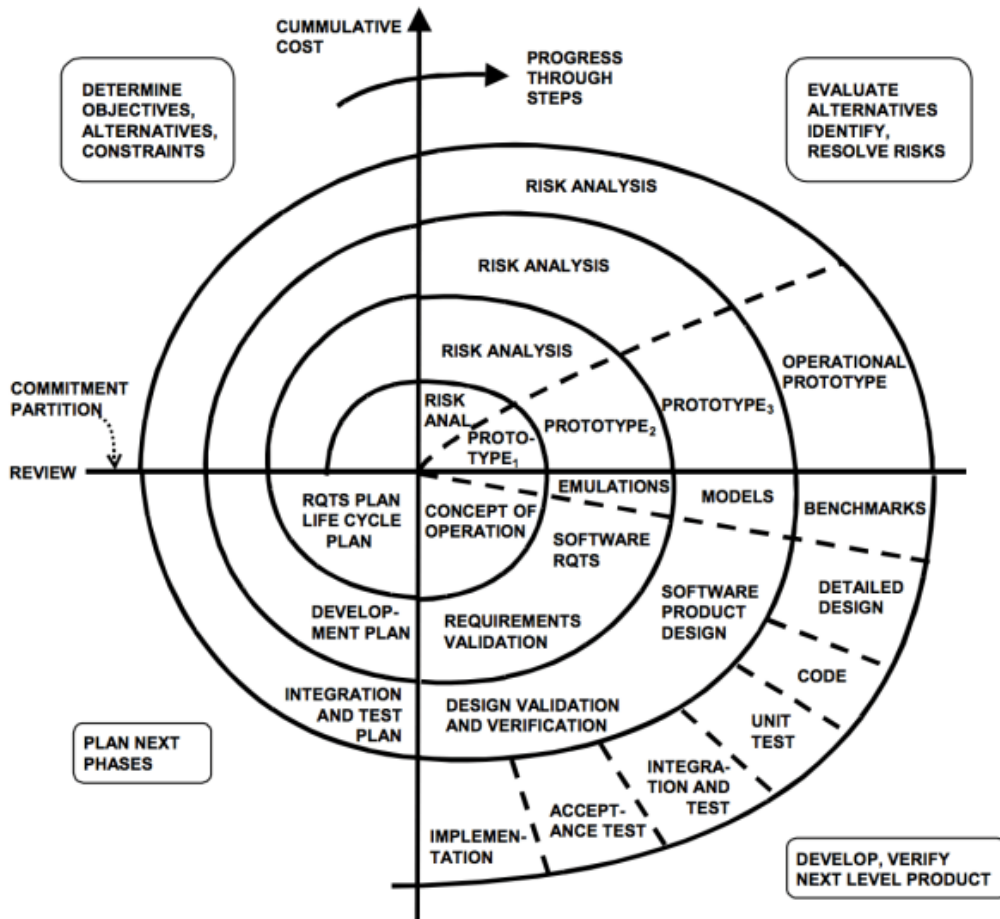 CUMMULATIVE
COST
PROGRESS
THROUGH
STEPS
DETERMINE
OBJECTIVES,
ALTERNATIVES,
CONSTRAINTS
EVALUATE
ALTERNATIVES
IDENTIFY,
RESOLVE RISKS
RISK ANALYSIS
RISK ANALYSIS
RISK ANALYSIS
RISK
ANAL.
PROTO-
TYPE1
PROTOTYPE2
PROTOTYPE3
OPERATIONAL
PROTOTYPE
COMMITMENT
PARTITION
REVIEW
RQTS PLAN
LIFE CYCLE
PLAN
CONCEPT OF
OPERATION
EMULATIONS
MODELS
BENCHMARKS
SOFTWARE
RQTS
SOFTWARE
PRODUCT
DESIGN
DETAILED
DESIGN
DEVELOP-
MENT PLAN
REQUIREMENTS
VALIDATION
CODE
INTEGRATION
AND TEST
PLAN
DESIGN VALIDATION
AND VERIFICATION
UNIT
TEST
PLAN NEXT
PHASES
INTEGRA-
TION AND
TEST
ACCEPT-
ANCE TEST
IMPLEMEN-
TATION
DEVELOP, VERIFY
NEXT LEVEL PRODUCT